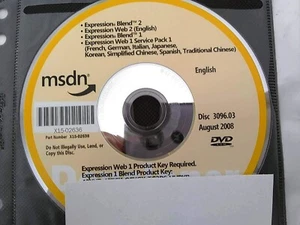 • Expression® Blend™ 2
• Expression Web 2 (English)
• Expression® Blend™ 1
• Expression Web 1 Service Pack 1
(French, German, Italian, Japanese,
Korean, Simplified Chinese, Spanish, Traditional Chinese)
msdn
English
X15-02636
Part Number
Disc 3096.03
August 2008
Do Not Illegally Use, Lend, or
Copy this Disc.
DVD
Expression Web 1 Product Key Required.
Expression 1 Blend Product Key: